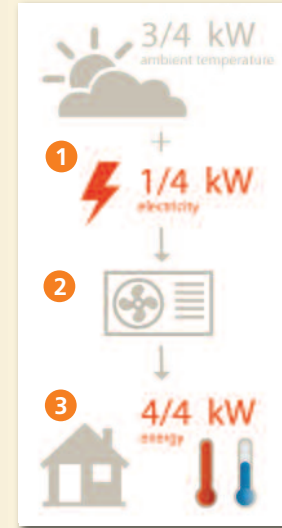 3/4 kW
ambient temperature
+
1
1/4 kW
electricity
2
3
4/4 kW
energy